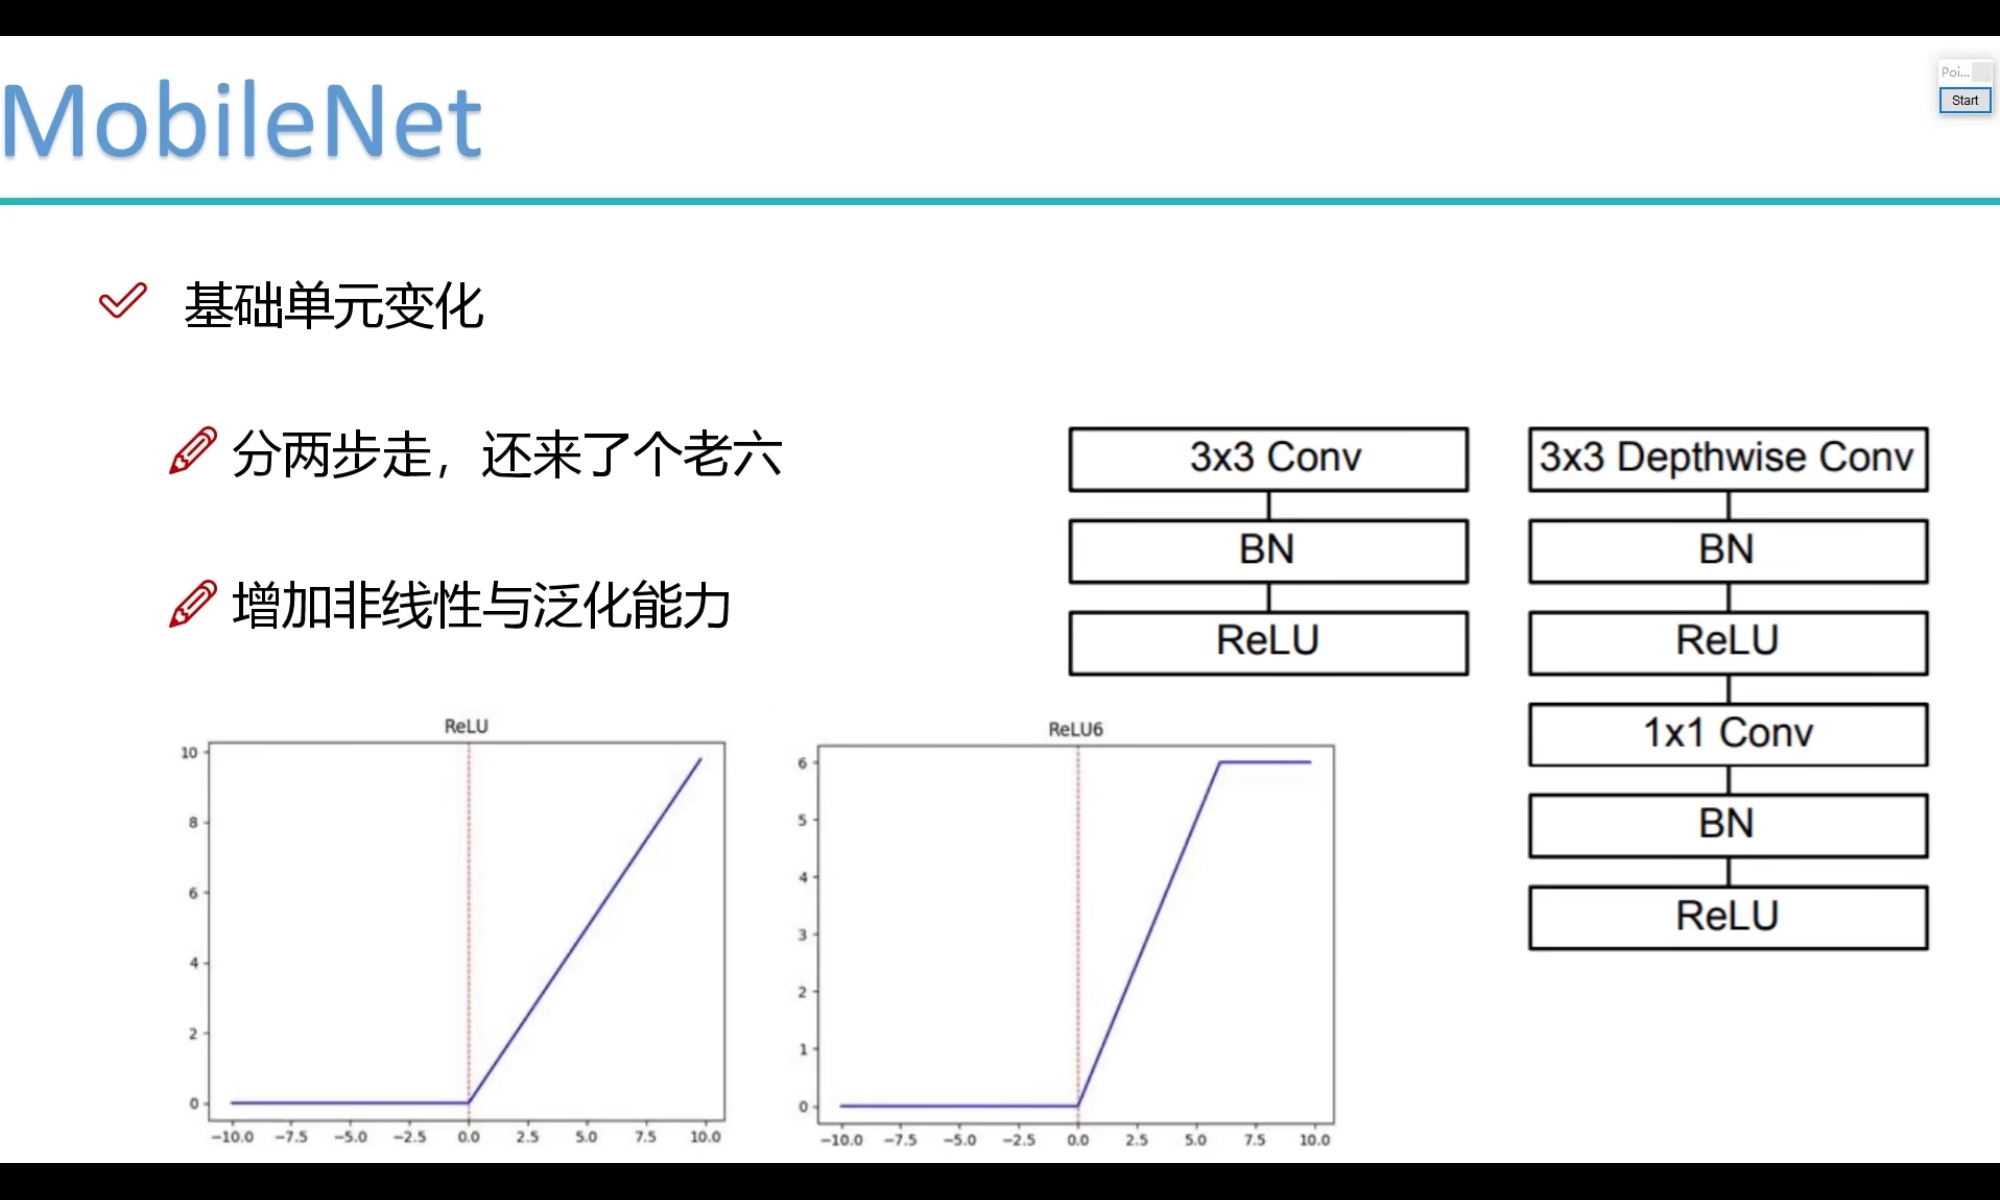 MobileNet
Poi...
Start
基础单元变化
分两步走，还来了个老六
增加非线性与泛化能力
3x3 Conv
BN
ReLU
3x3 Depthwise Conv
BN
ReLU
1x1 Conv
BN
ReLU
ReLU
10
8
6
4
2
0
−10.0 −7.5 −5.0 −2.5 0.0 2.5 5.0 7.5 10.0
ReLU6
6
5
4
3
2
1
0
−10.0 −7.5 −5.0 −2.5 0.0 2.5 5.0 7.5 10.0